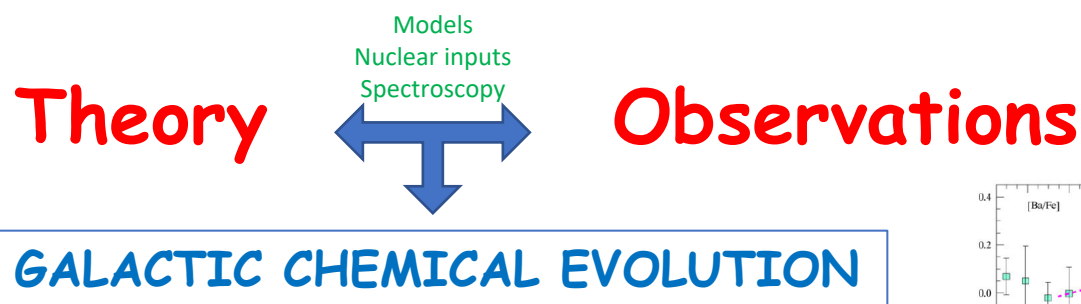 Models
Nuclear inputs
Spectroscopy
Theory
Observations
GALACTIC CHEMICAL EVOLUTION
0.4
[Ba/Fe]
0.2
0.0